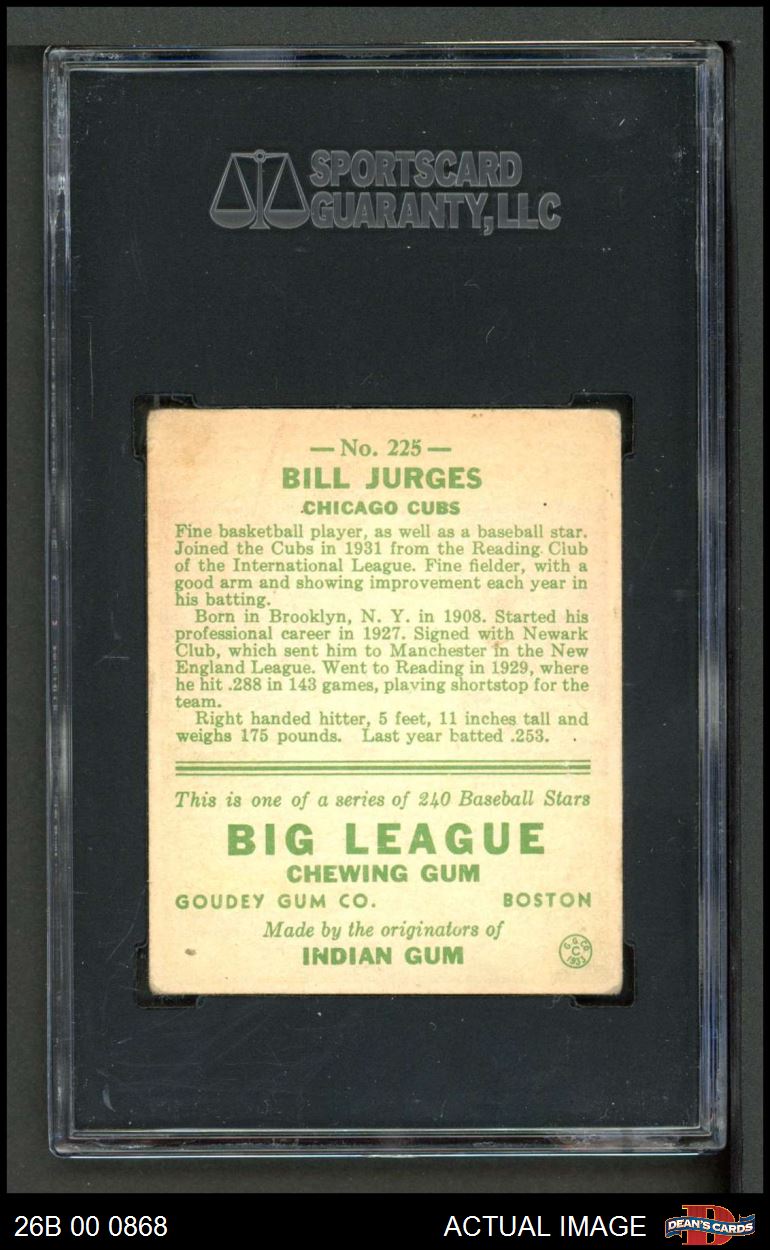 SPORTSCARD
GUARANTY, LLC
— No. 225 —
BILL JURGES
CHICAGO CUBS
Fine basketball player, as well as a baseball star.
Joined the Cubs in 1931 from the Reading Club
of the International League. Fine fielder, with a
good arm and showing improvement each year in
his batting.
Born in Brooklyn, N. Y. in 1908. Started his
professional career in 1927. Signed with Newark
Club, which sent him to Manchester in the New
England League. Went to Reading in 1929, where
he hit .288 in 143 games, playing shortstop for the
team.
Right handed hitter, 5 feet, 11 inches tall and
weighs 175 pounds. Last year batted .253.
This is one of a series of 240 Baseball Stars
BIG LEAGUE
CHEWING GUM
GOUDEY GUM CO. BOSTON
Made by the originators of
INDIAN GUM
G. G. CO.
C
1933
26B 00 0868 ACTUAL IMAGE DEAN'S CARDS